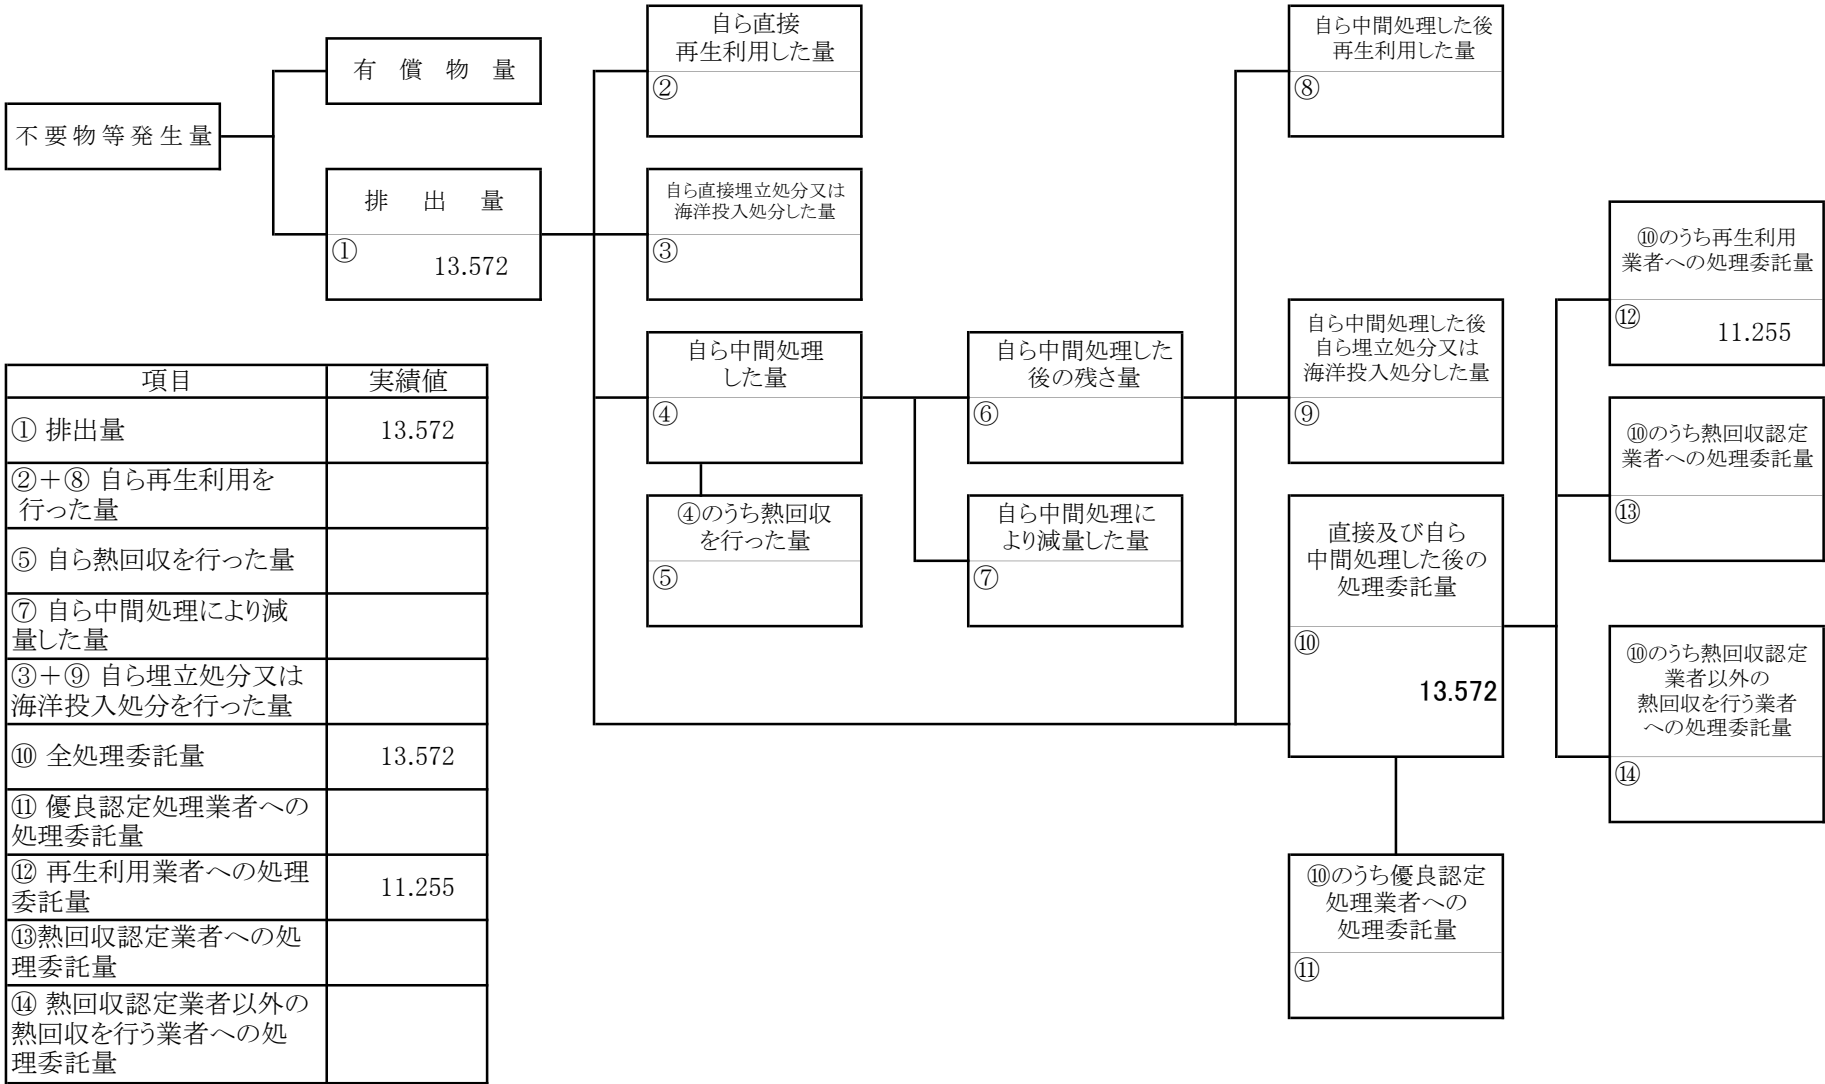 不要物等発生量
有償物量
排出量
①
13.572
自ら直接
再生利用した量
②
自ら直接埋立処分又は
海洋投入処分した量
③
自ら中間処理
した量
④
④のうち熱回収
を行った量
⑤
自ら中間処理した
後の残さ量
⑥
自ら中間処理に
より減量した量
⑦
自ら中間処理した後
再生利用した量
⑧
自ら中間処理した後
自ら埋立処分又は
海洋投入処分した量
⑨
直接及び自ら
中間処理した後の
処理委託量
⑩
13.572
⑩のうち優良認定
処理業者への
処理委託量
⑪
⑩のうち再生利用
業者への処理委託量
⑫
11.255
⑩のうち熱回収認定
業者への処理委託量
⑬
⑩のうち熱回収認定
業者以外の
熱回収を行う業者
への処理委託量
⑭
項目 実績値
① 排出量 13.572
②+⑧ 自ら再生利用を
行った量
⑤ 自ら熱回収を行った量
⑦ 自ら中間処理により減
量した量
③+⑨ 自ら埋立処分又は
海洋投入処分を行った量
⑩ 全処理委託量 13.572
⑪ 優良認定処理業者への
処理委託量
⑫ 再生利用業者への処理
委託量 11.255
⑬熱回収認定業者への処
理委託量
⑭ 熱回収認定業者以外の
熱回収を行う業者への処
理委託量